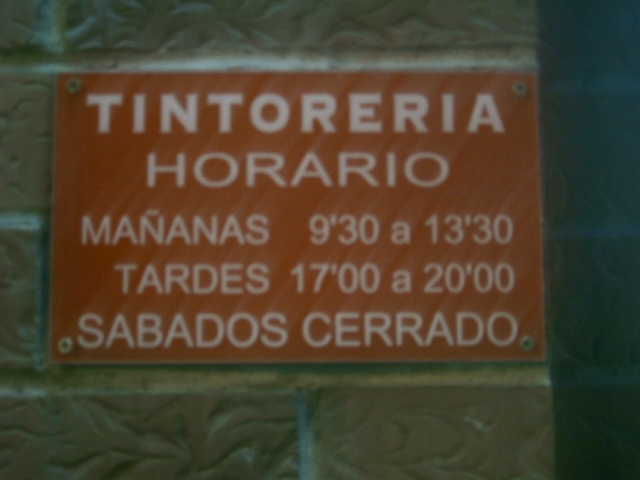 TINTORERIA
HORARIO
MAÑANAS 9'30 a 13'30
TARDES 17'00 a 20'00
SABADOS CERRADO